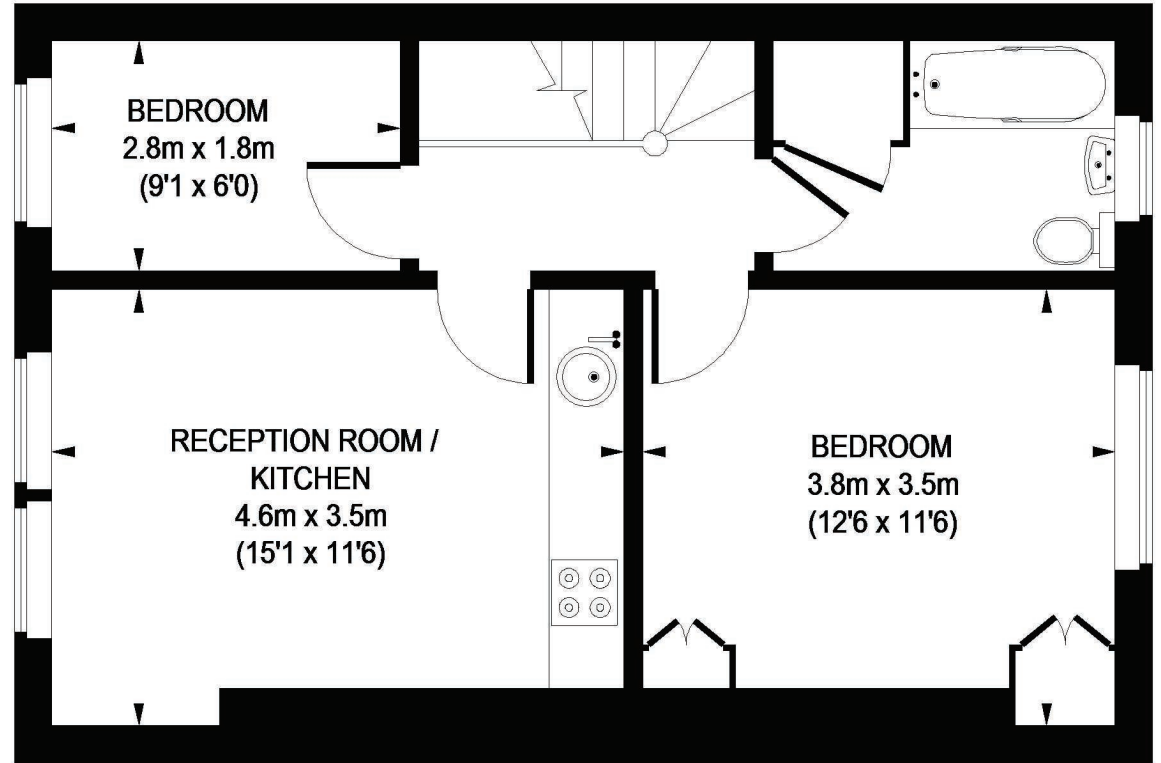 BEDROOM
2.8m x 1.8m
(9'1 x 6'0)
RECEPTION ROOM /
KITCHEN
4.6m x 3.5m
(15'1 x 11'6)
BEDROOM
3.8m x 3.5m
(12'6 x 11'6)